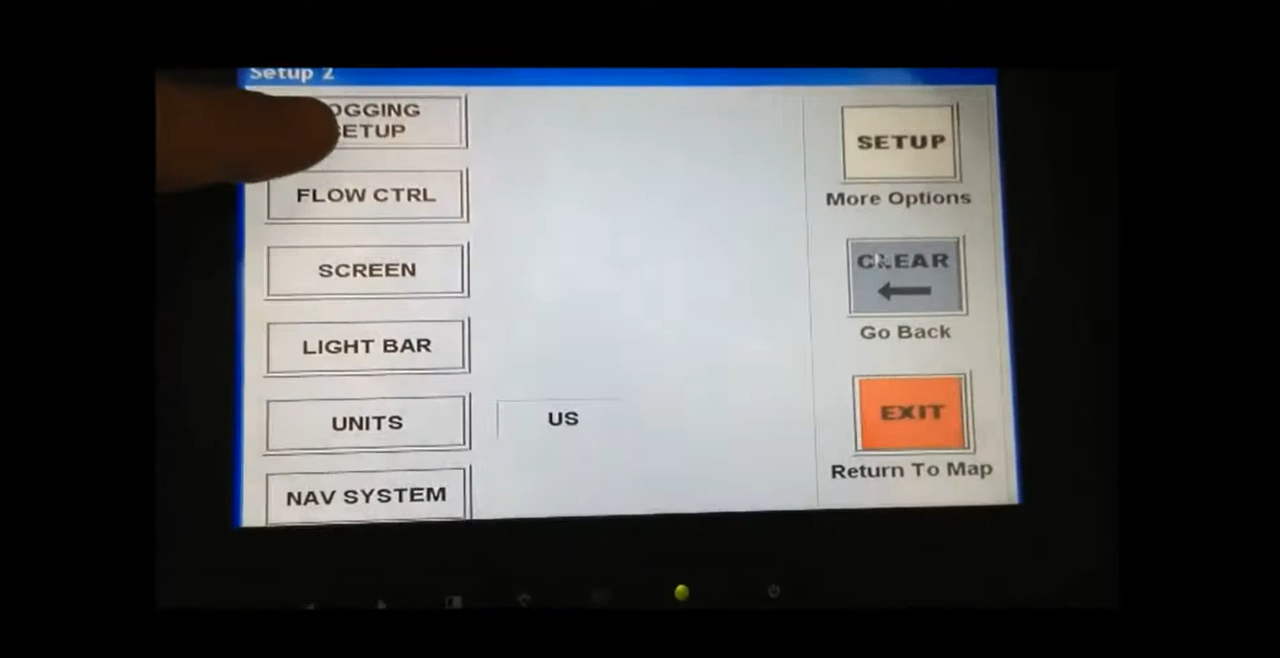 Setup 2
OGGING
SETUP
FLOW CTRL
SCREEN
LIGHT BAR
UNITS
US
NAV SYSTEM
SETUP
More Options
CLEAR
Go Back
EXIT
Return To Map